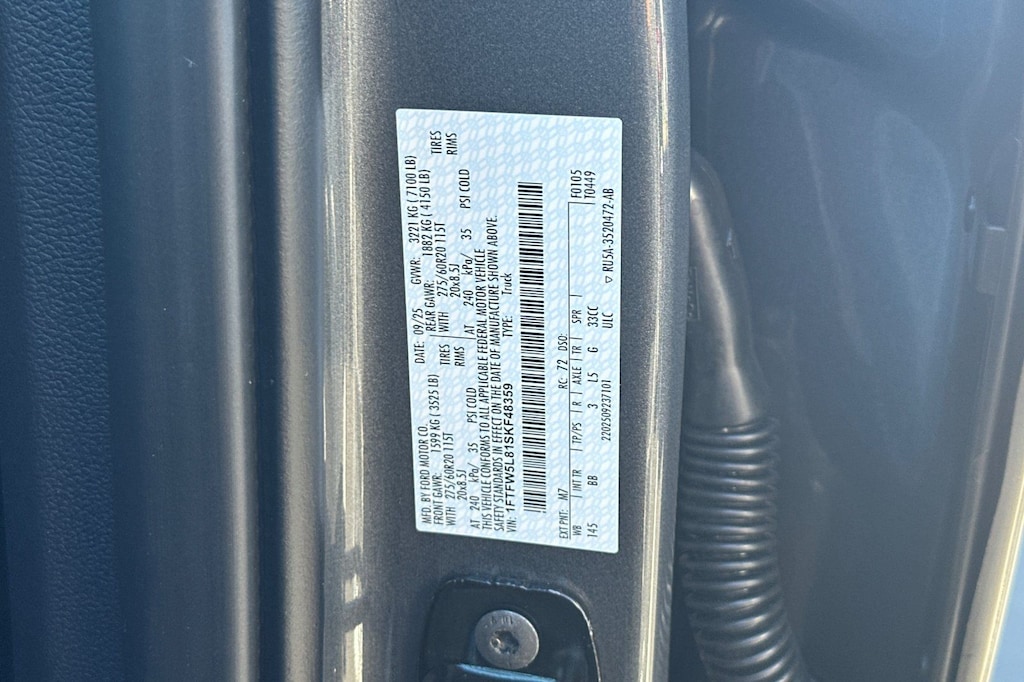 MFD. BY FORD MOTOR CO. DATE: 09/25 GVWR: 3221 KG ( 7100 LB)
FRONT GAWR: 1599 KG ( 3525 LB) REAR GAWR: 1882 KG ( 4150 LB)
WITH 275/60R20 115T TIRES WITH 275/60R20 115T TIRES
20x8.5J RIMS 20x8.5J RIMS
AT 240 kPa/ 35 PSI COLD AT 240 kPa/ 35 PSI COLD
THIS VEHICLE CONFORMS TO ALL APPLICABLE FEDERAL MOTOR VEHICLE
SAFETY STANDARDS IN EFFECT ON THE DATE OF MANUFACTURE SHOWN ABOVE.
VIN: 1FTFW5L81SKF48359 TYPE: Truck
EXT PNT: M7 RC: 72 DSO: F0105
WB INT TR TP/PS R AXLE TR SPR T0449
145 BB 3 L5 G 33CC
2202509237101 ULC ▽ RU5A-3520472-AB